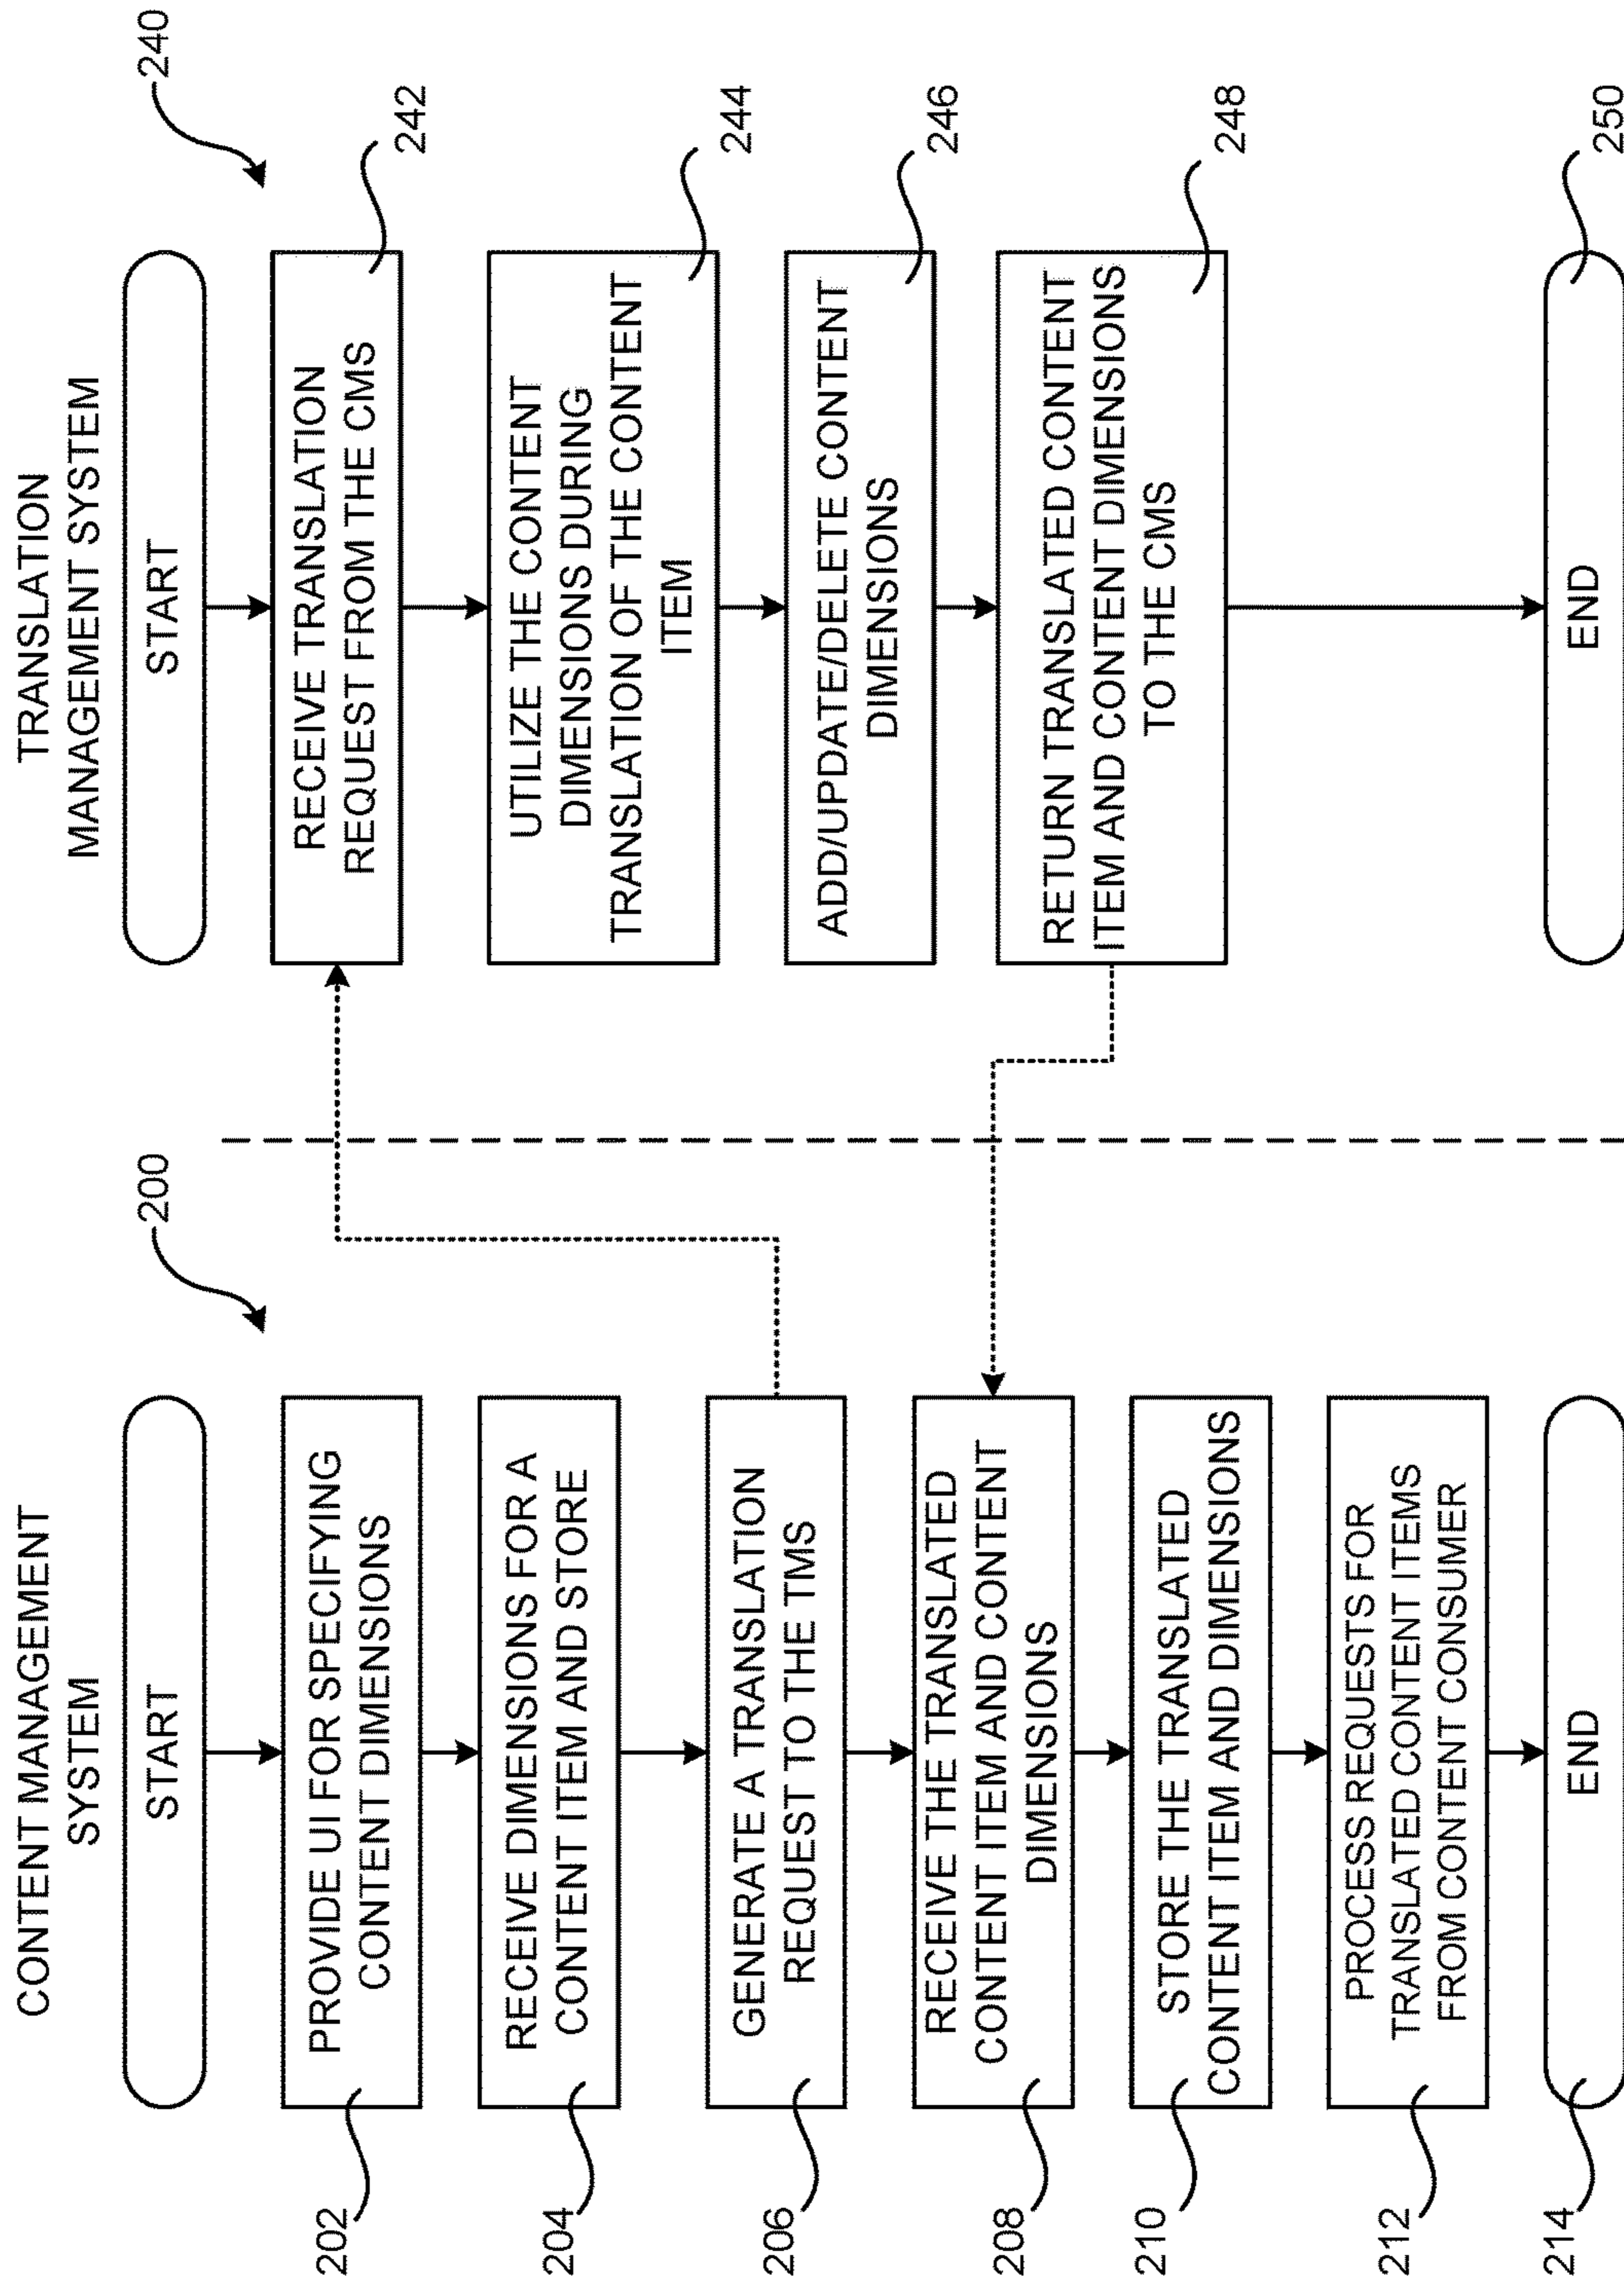 CONTENT MANAGEMENT
SYSTEM
200
START
PROVIDE UI FOR SPECIFYING
CONTENT DIMENSIONS
202
RECEIVE DIMENSIONS FOR A
CONTENT ITEM AND STORE
204
GENERATE A TRANSLATION
REQUEST TO THE TMS
206
RECEIVE THE TRANSLATED
CONTENT ITEM AND CONTENT
DIMENSIONS
208
STORE THE TRANSLATED
CONTENT ITEM AND DIMENSIONS
210
PROCESS REQUESTS FOR
TRANSLATED CONTENT ITEMS
FROM CONTENT CONSUMER
212
END
214
TRANSLATION
MANAGEMENT SYSTEM
240
START
RECEIVE TRANSLATION
REQUEST FROM THE CMS
242
UTILIZE THE CONTENT
DIMENSIONS DURING
TRANSLATION OF THE CONTENT
ITEM
244
ADD/UPDATE/DELETE CONTENT
DIMENSIONS
246
RETURN TRANSLATED CONTENT
ITEM AND CONTENT DIMENSIONS
TO THE CMS
248
END
250